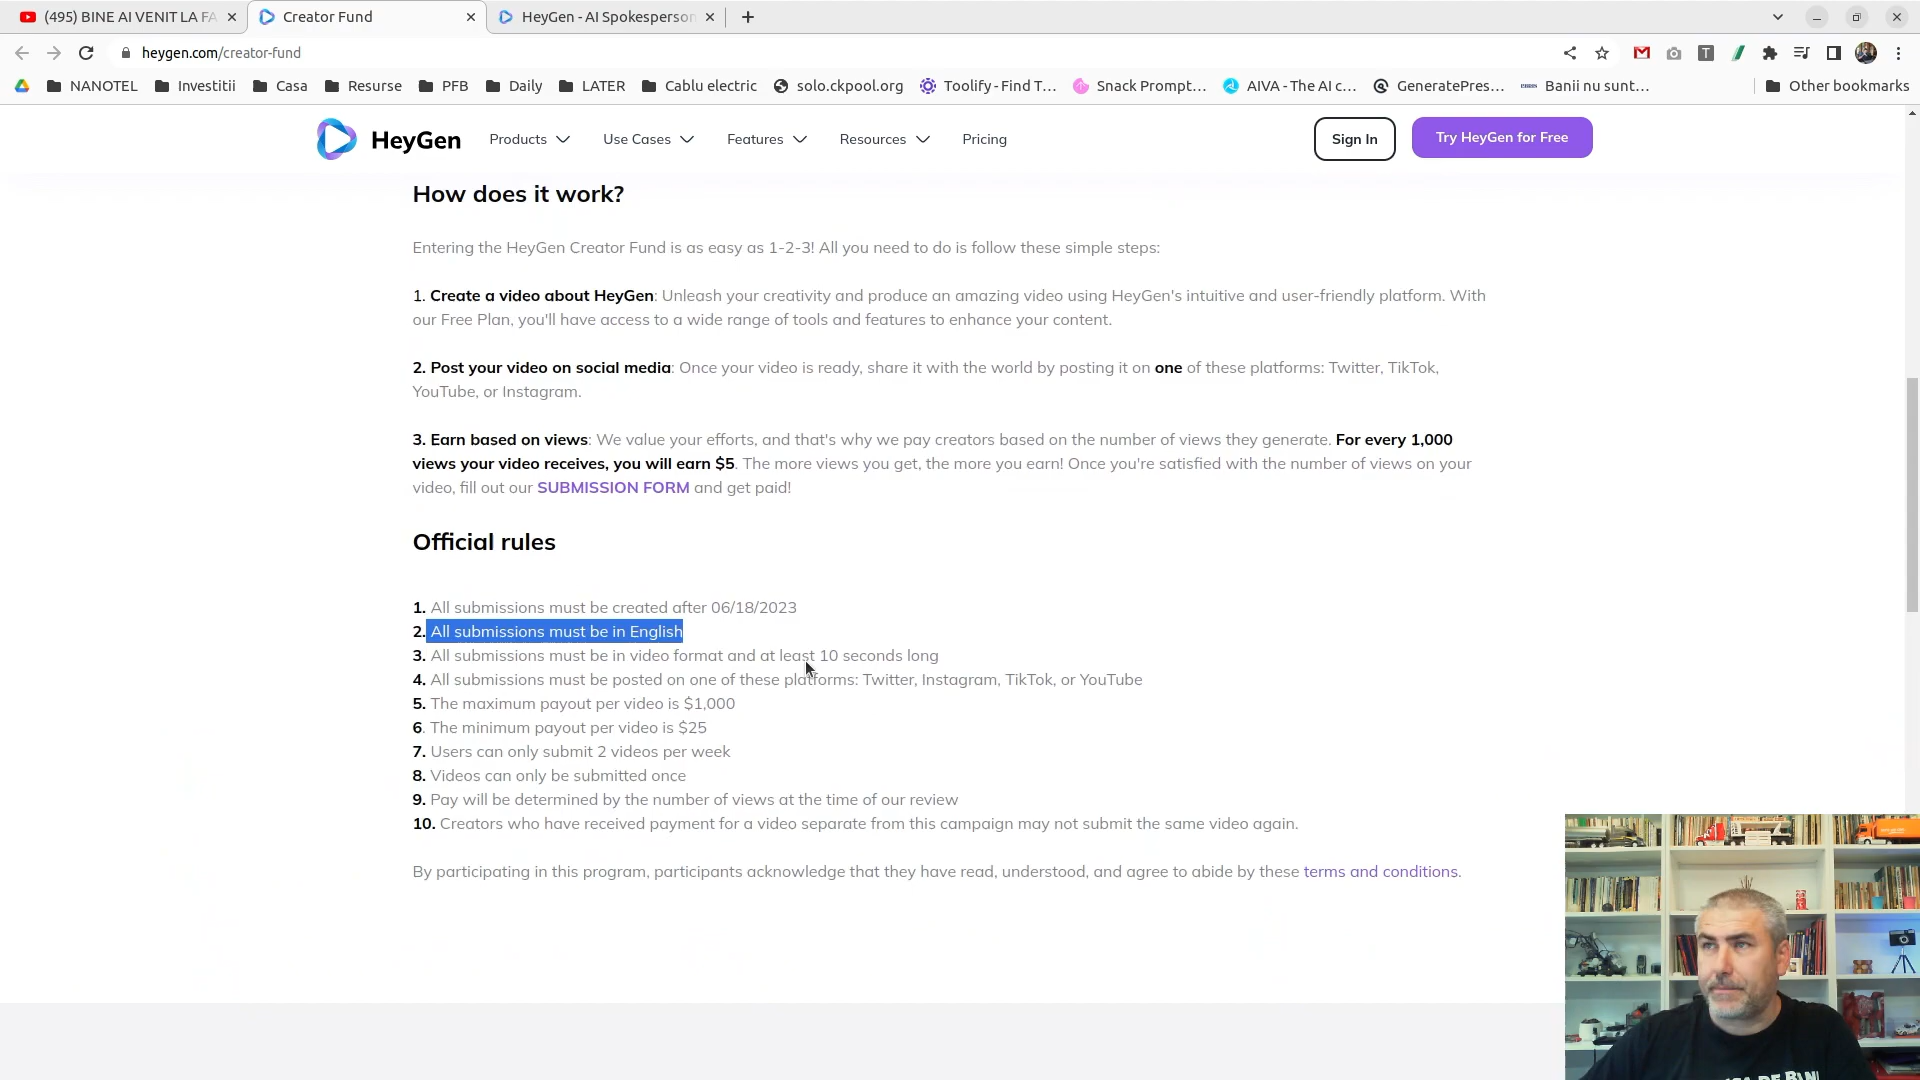 (495) BINE AI VENIT LA FA
Creator Fund
HeyGen - AI Spokesperson
heygen.com/creator-fund
NANOTEL
Investitii
Casa
Resurse
PFB
Daily
LATER
Cablu electric
solo.ckpool.org
Toolify - Find T...
Snack Prompt...
AIVA - The AI c...
GeneratePres...
Banii nu sunt...
Other bookmarks
HeyGen
Products
Use Cases
Features
Resources
Pricing
Sign In
Try HeyGen for Free
How does it work?
Entering the HeyGen Creator Fund is as easy as 1-2-3! All you need to do is follow these simple steps:
1. Create a video about HeyGen: Unleash your creativity and produce an amazing video using HeyGen's intuitive and user-friendly platform. With
our Free Plan, you'll have access to a wide range of tools and features to enhance your content.
2. Post your video on social media: Once your video is ready, share it with the world by posting it on one of these platforms: Twitter, TikTok,
YouTube, or Instagram.
3. Earn based on views: We value your efforts, and that's why we pay creators based on the number of views they generate. For every 1,000
views your video receives, you will earn $5. The more views you get, the more you earn! Once you're satisfied with the number of views on your
video, fill out our SUBMISSION FORM and get paid!
Official rules
1. All submissions must be created after 06/18/2023
2. All submissions must be in English
3. All submissions must be in video format and at least 10 seconds long
4. All submissions must be posted on one of these platforms: Twitter, Instagram, TikTok, or YouTube
5. The maximum payout per video is $1,000
6. The minimum payout per video is $25
7. Users can only submit 2 videos per week
8. Videos can only be submitted once
9. Pay will be determined by the number of views at the time of our review
10. Creators who have received payment for a video separate from this campaign may not submit the same video again.
By participating in this program, participants acknowledge that they have read, understood, and agree to abide by these terms and conditions.